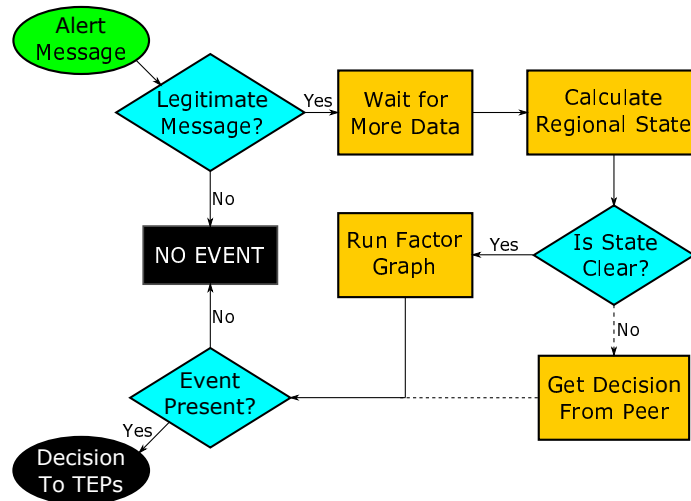 Alert
Message
Legitimate
Message?
Yes
Wait for
More Data
Calculate
Regional State
No
NO EVENT
Run Factor
Graph
Yes
Is State
Clear?
No
No
Event
Present?
Get Decision
From Peer
Yes
Decision
To TEPs